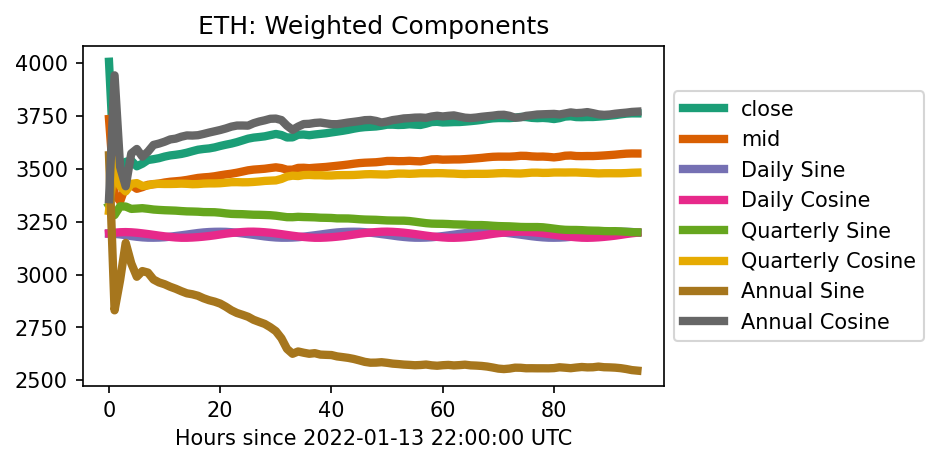 ETH: Weighted Components
4000
3750
3500
3250
3000
2750
2500
0
20
40
60
80
Hours since 2022-01-13 22:00:00 UTC
close
mid
Daily Sine
Daily Cosine
Quarterly Sine
Quarterly Cosine
Annual Sine
Annual Cosine